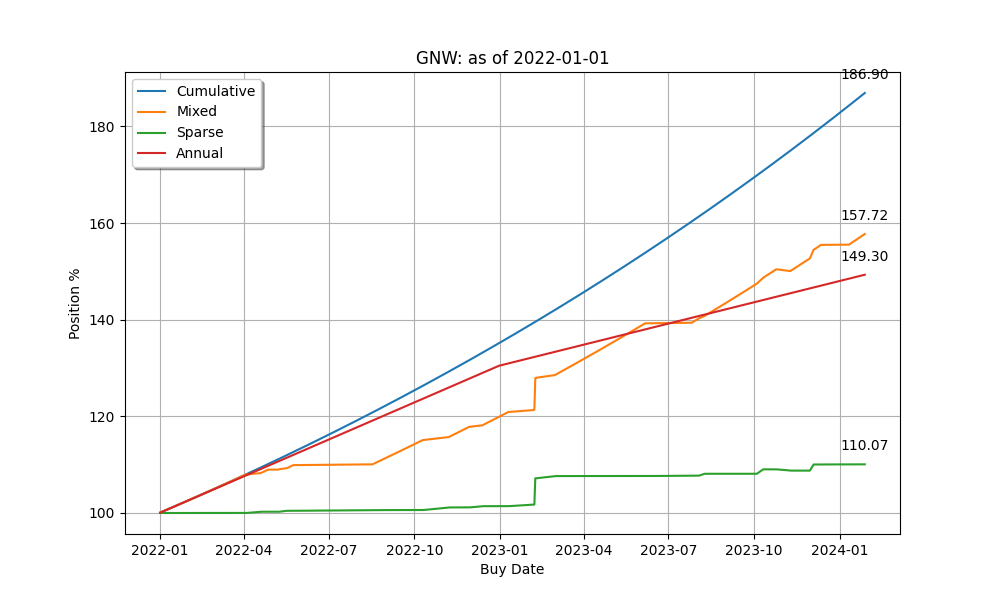 GNW: as of 2022-01-01
186.90
Cumulative
Mixed
Sparse
Annual
180
160
140
120
100
157.72
149.30
110.07
Position %
2022-01 2022-04 2022-07 2022-10 2023-01 2023-04 2023-07 2023-10 2024-01
Buy Date